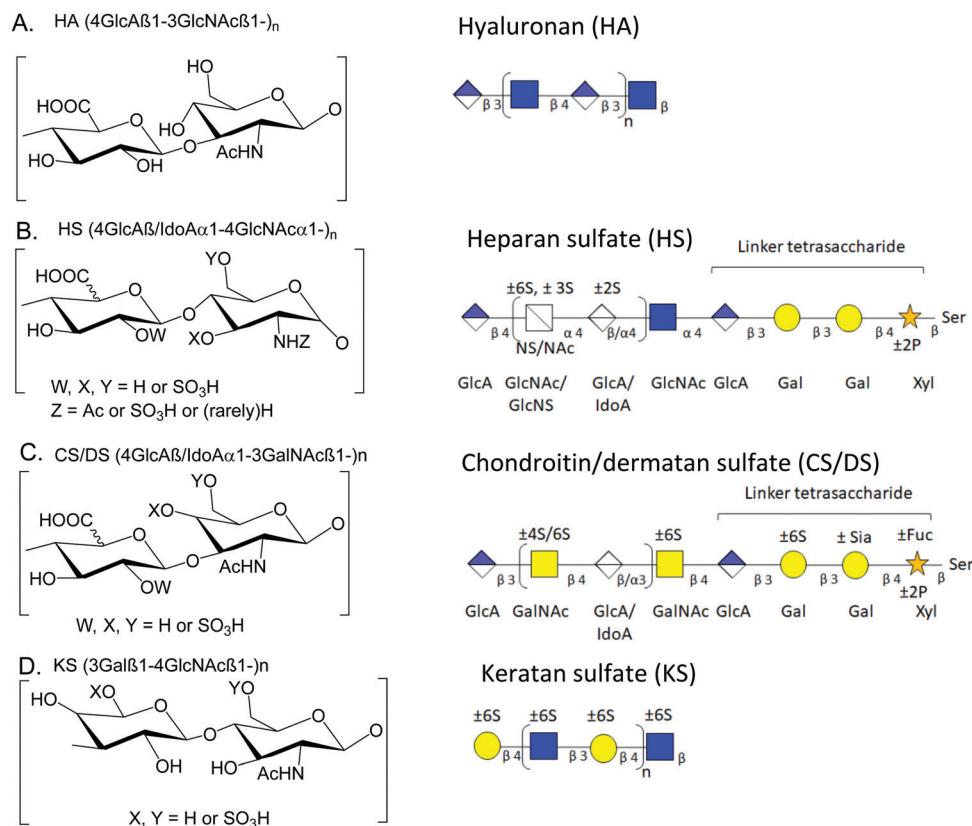 A. HA (4GlcAß1-3GlcNAcß1-)n
HO
HOOC
O
O
HO
O
O
HO
OH
AcHN
Hyaluronan (HA)
β 3
β 4
β 3
n
β
B. HS (4GlcAß/IdoAα1-4GlcNAcα1-)n
YO
HOOC
O
O
HO
OW
O
XO
NHZ
O
W, X, Y = H or SO3H
Z = Ac or SO3H or (rarely)H
Heparan sulfate (HS)
Linker tetrasaccharide
±6S, ± 3S
±2S
Ser
β 4
α 4
β/α4
α 4
β 3
β 3
β 4
β
NS/NAc
±2P
GlcA
GlcNAc/
GlcNS
GlcA/
IdoA
GlcNAc
GlcA
Gal
Gal
Xyl
C. CS/DS (4GlcAß/IdoAα1-3GalNAcß1-)n
YO
XO
HOOC
O
O
O
HO
OW
O
AcHN
W, X, Y = H or SO3H
Chondroitin/dermatan sulfate (CS/DS)
Linker tetrasaccharide
±4S/6S
±6S
±6S
± Sia
±Fuc
Ser
β 3
β 4
β/α3
β 4
β 3
β 3
β 4
β
±2P
GlcA
GalNAc
GlcA/
IdoA
GalNAc
GlcA
Gal
Gal
Xyl
D. KS (3Galß1-4GlcNAcß1-)n
HO
XO
YO
O
O
O
O
OH
HO
AcHN
X, Y = H or SO3H
Keratan sulfate (KS)
±6S
±6S
±6S
±6S
β 4
β 3
β 4
n
β